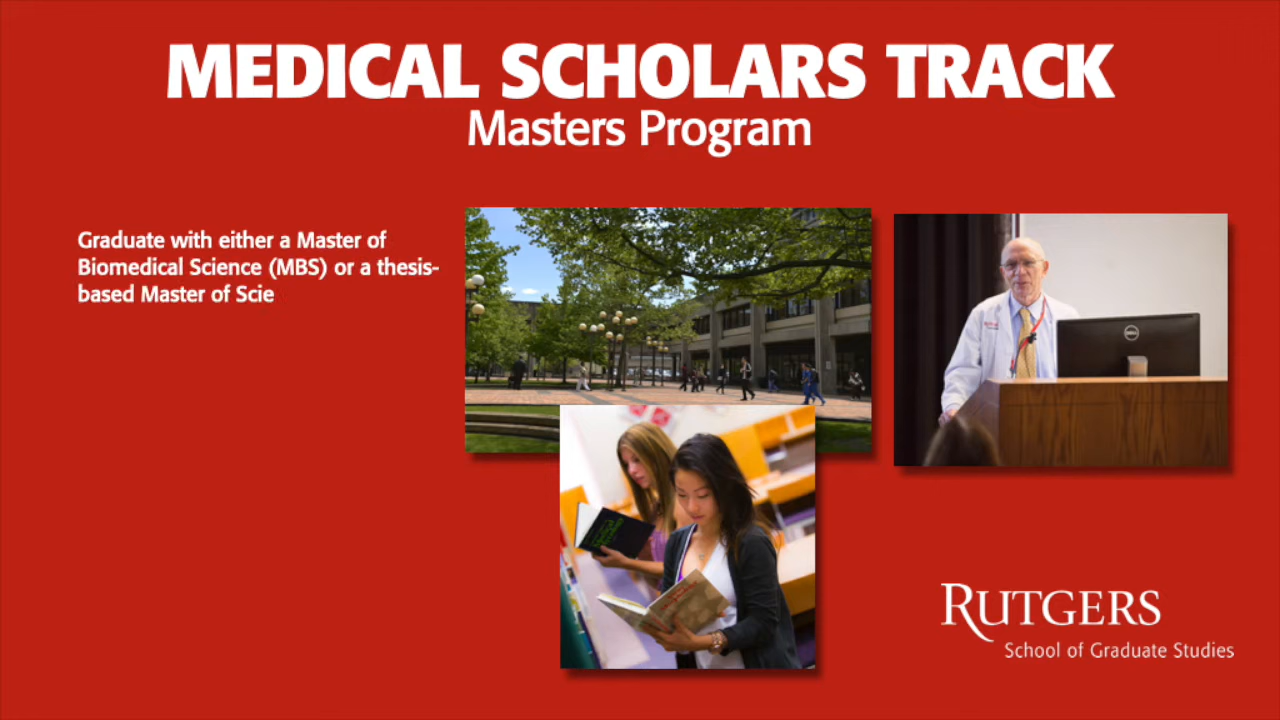 MEDICAL SCHOLARS TRACK
Masters Program
Graduate with either a Master of
Biomedical Science (MBS) or a thesis-
based Master of Scie
DELL
RUTGERS
School of Graduate Studies